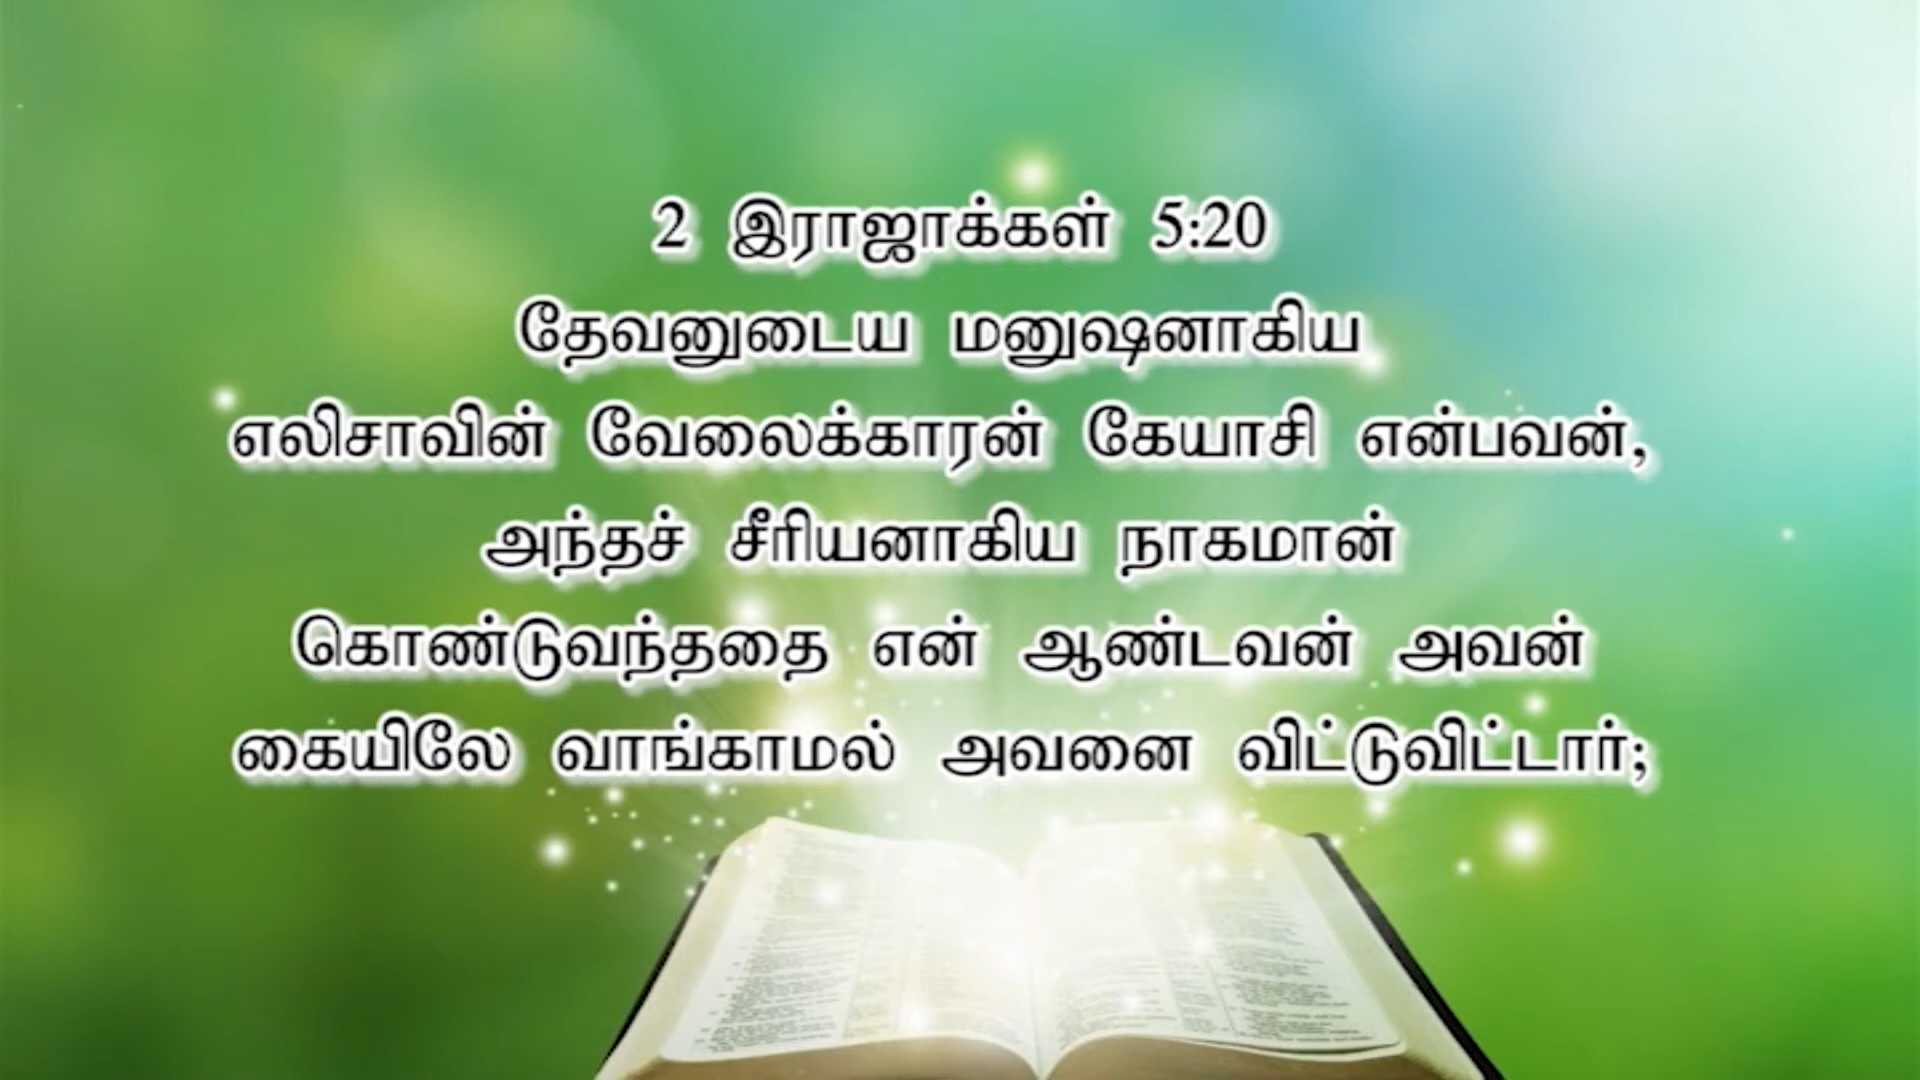 2 இராஜாக்கள் 5:20
தேவனுடைய மனுஷனாகிய
எலிசாவின் வேலைக்காரன் கேயாசி என்பவன்,
அந்தச் சீரியனாகிய நாகமான்
கொண்டுவந்ததை என் ஆண்டவன் அவன்
கையிலே வாங்காமல் அவனை விட்டுவிட்டார்;